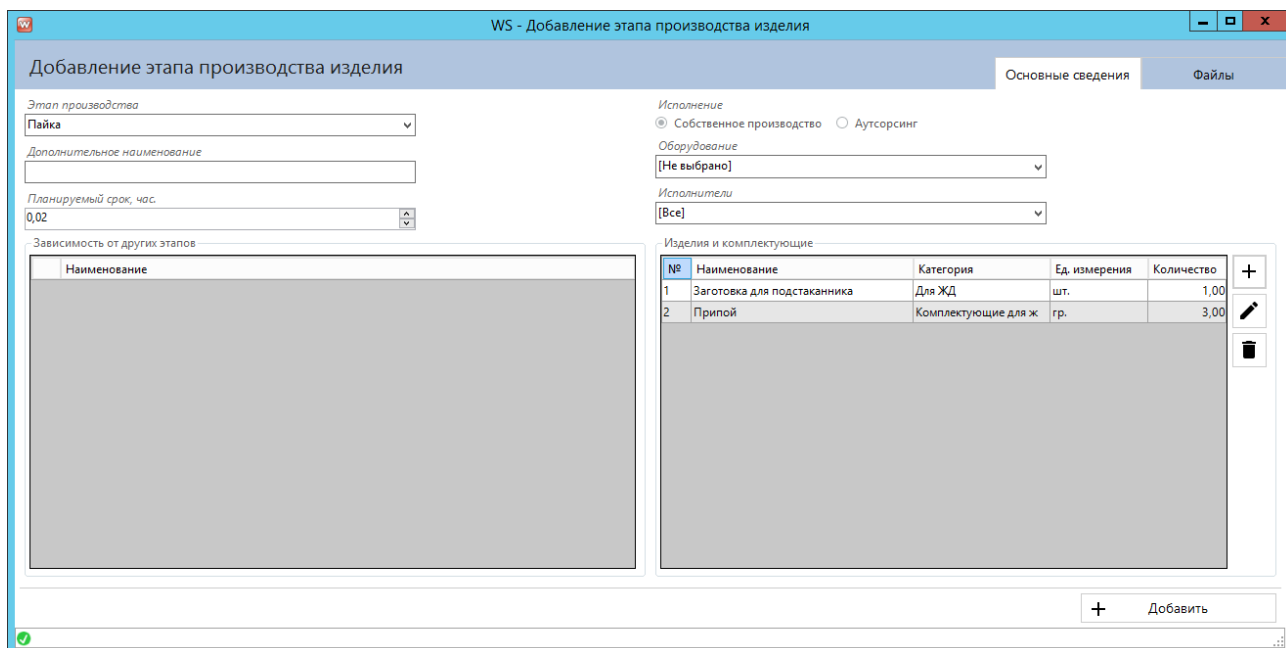 WS - Добавление этапа производства изделия
Добавление этапа производства изделия
Основные сведения
Файлы
Этап производства
Пайка
Дополнительное наименование
Планируемый срок, час.
0,02
Исполнение
Собственное производство Аутсорсинг
Оборудование
[Не выбрано]
Исполнители
[Все]
Зависимость от других этапов
Наименование
Изделия и комплектующие
№ Наименование Категория Ед. измерения Количество
1 Заготовка для подстаканника Для ЖД шт. 1,00
2 Припой Комплектующие для ж гр. 3,00
Добавить